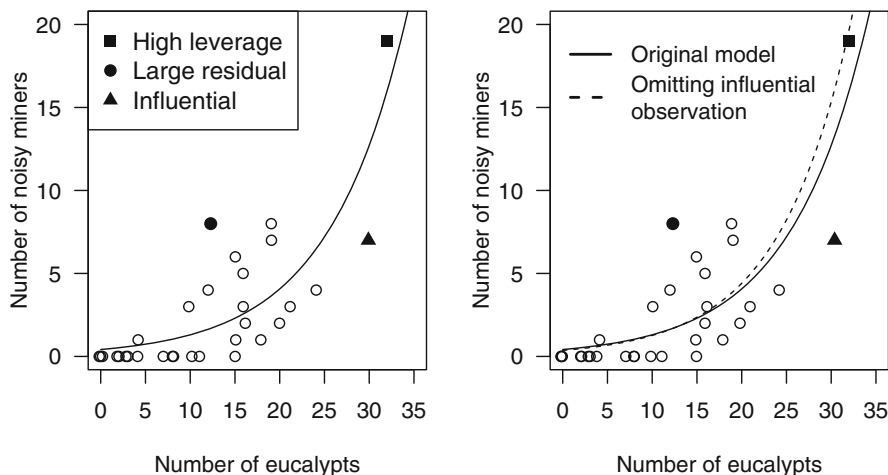 Number of noisy miners
20
15
10
5
0
High leverage
Large residual
Influential
0 5 10 15 20 25 30 35
Number of eucalypts
Number of noisy miners
20
15
10
5
0
Original model
Omitting influential
observation
0 5 10 15 20 25 30 35
Number of eucalypts